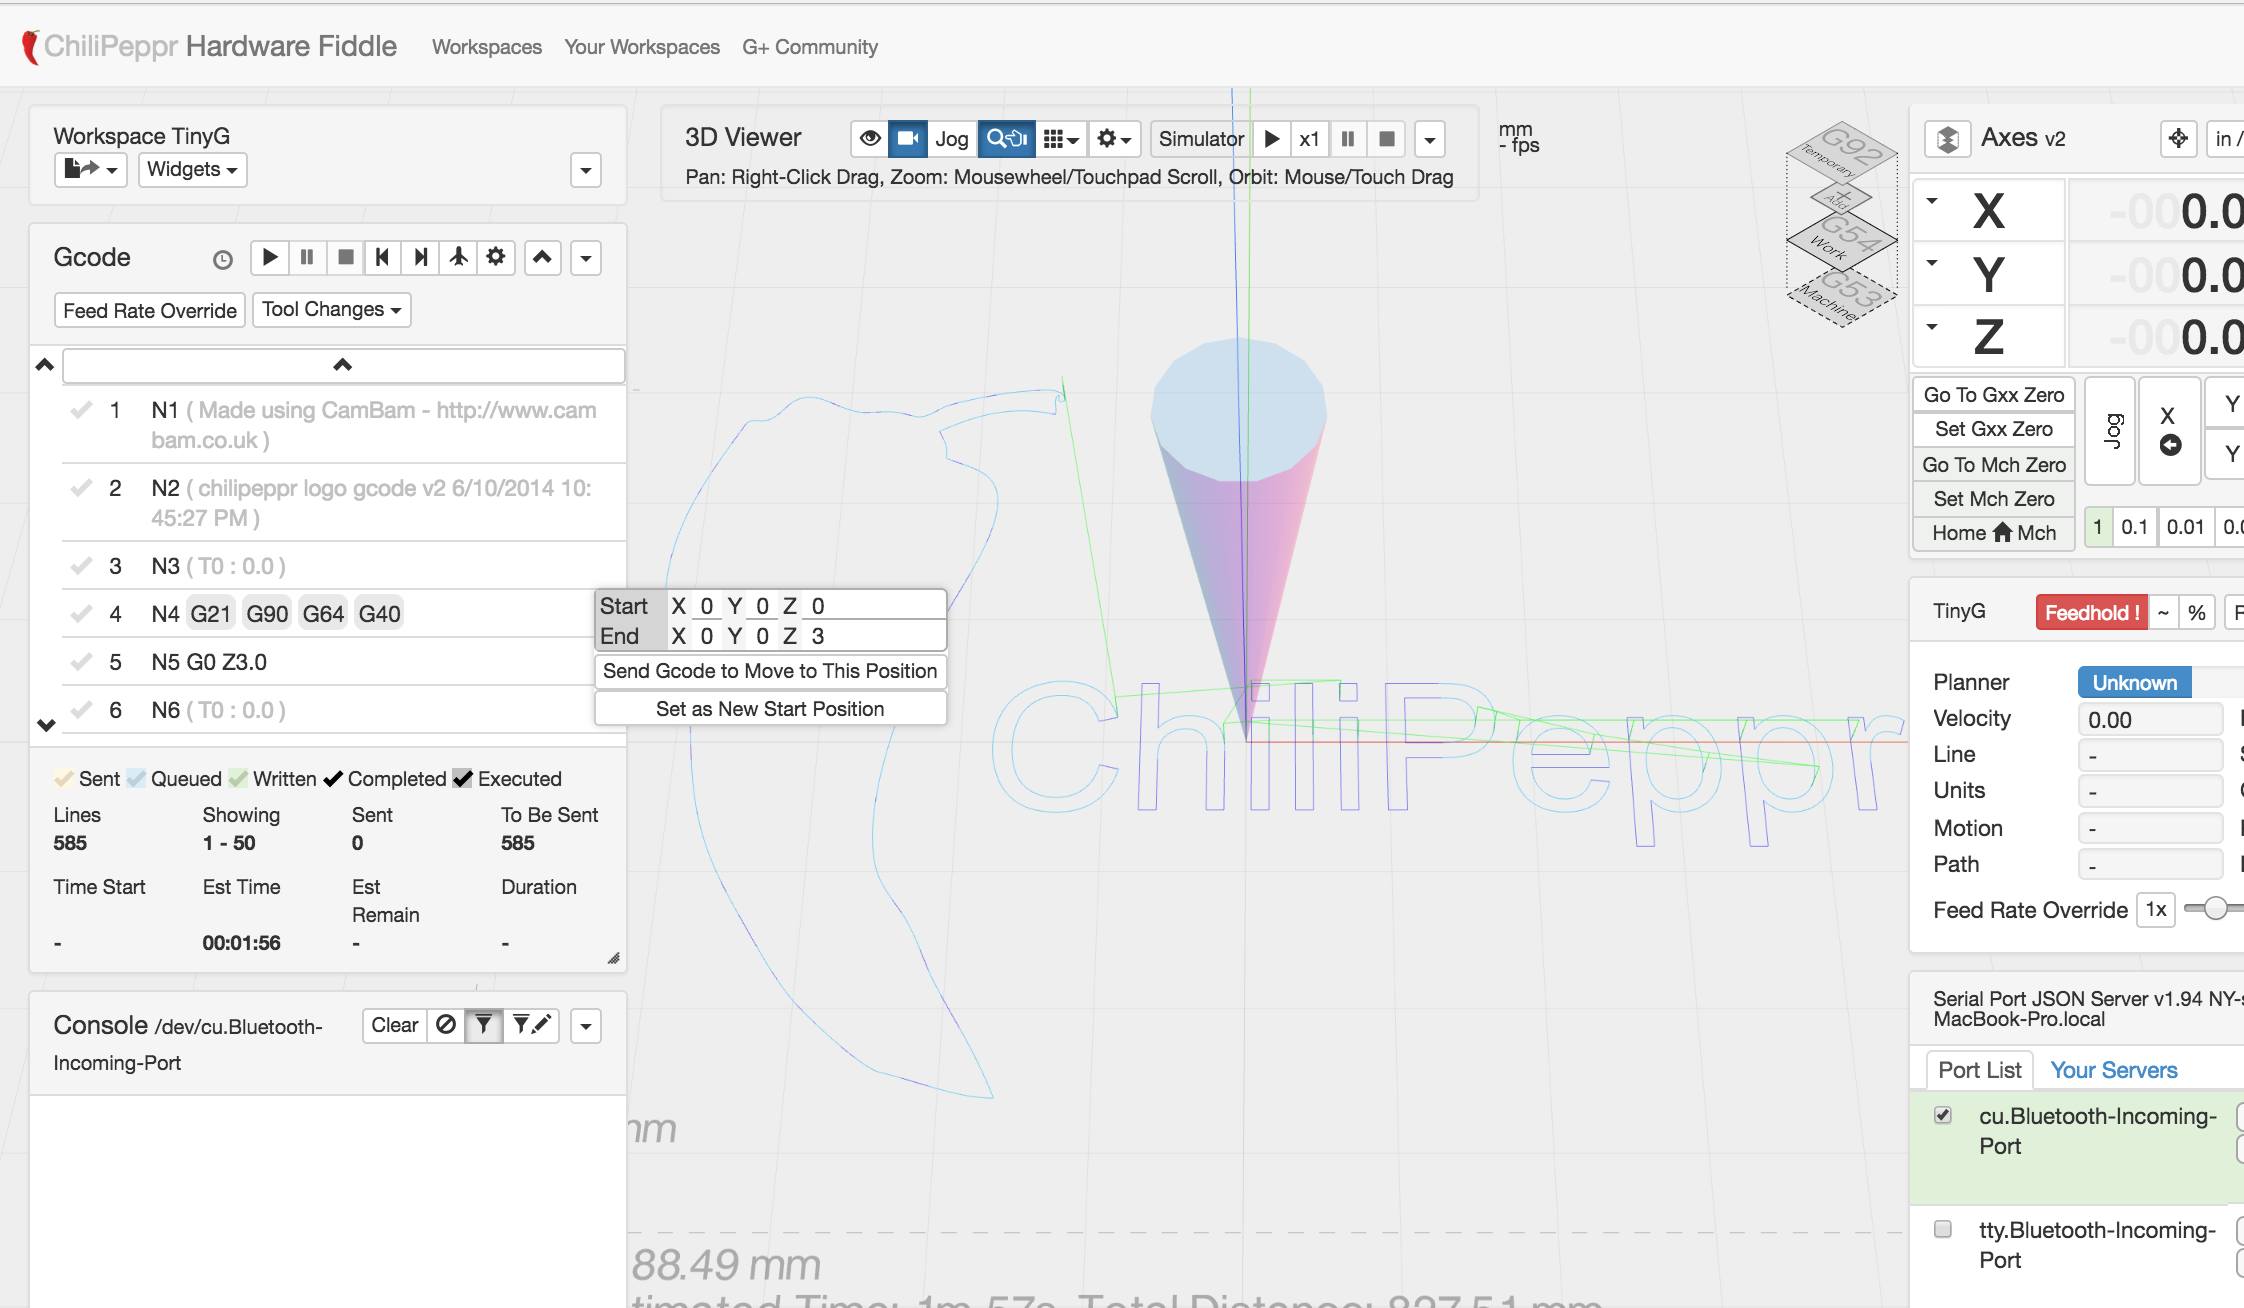 ChiliPeppr Hardware Fiddle Workspaces Your Workspaces G+ Community
Workspace TinyG
Widgets
Gcode
Feed Rate Override Tool Changes
1 N1 ( Made using CamBam - http://www.cam
bam.co.uk )
2 N2 ( chilipeppr logo gcode v2 6/10/2014 10:
45:27 PM )
3 N3 ( T0 : 0.0 )
4 N4 G21 G90 G64 G40
5 N5 G0 Z3.0
6 N6 ( T0 : 0.0 )
Sent Queued Written Completed Executed
Lines Showing Sent To Be Sent
585 1 - 50 0 585
Time Start Est Time Est Remain Duration
- 00:01:56 - -
Console /dev/cu.Bluetooth-
Incoming-Port
Clear
3D Viewer Jog Simulator x1
Pan: Right-Click Drag, Zoom: Mousewheel/Touchpad Scroll, Orbit: Mouse/Touch Drag
mm
- fps
G92
Temporary
+
Add
G54
Work
G53
Machine
Start X 0 Y 0 Z 0
End X 0 Y 0 Z 3
Send Gcode to Move to This Position
Set as New Start Position
ChiliPeppr
mm
88.49 mm
timated Time: 1m 57s, Total Distance: 827.51 mm
Axes v2 in /
X -000.0
Y -000.0
Z -000.0
Go To Gxx Zero
Set Gxx Zero
Go To Mch Zero
Set Mch Zero
Home Mch
Jog X Y
Y
1 0.1 0.01 0.0
TinyG Feedhold ! ~ %
Planner Unknown
Velocity 0.00
Line -
Units -
Motion -
Path -
Feed Rate Override 1x
Serial Port JSON Server v1.94 NY-
MacBook-Pro.local
Port List Your Servers
cu.Bluetooth-Incoming-
Port
tty.Bluetooth-Incoming-
Port